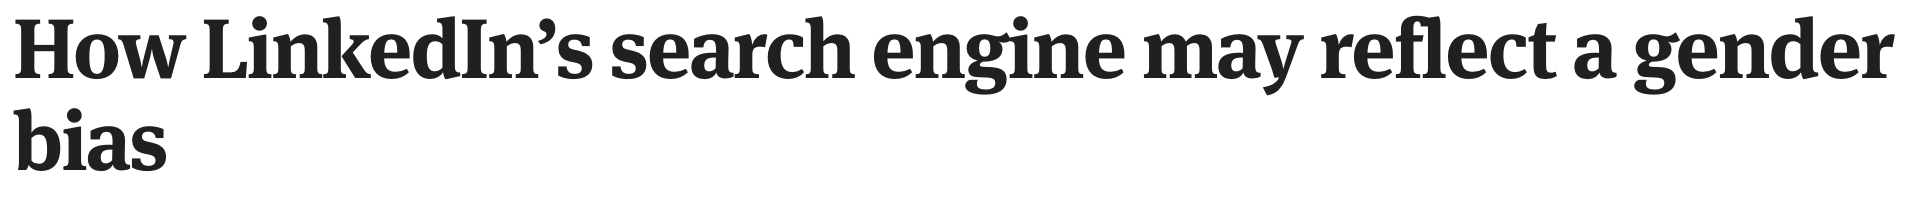 How LinkedIn’s search engine may reflect a gender
bias